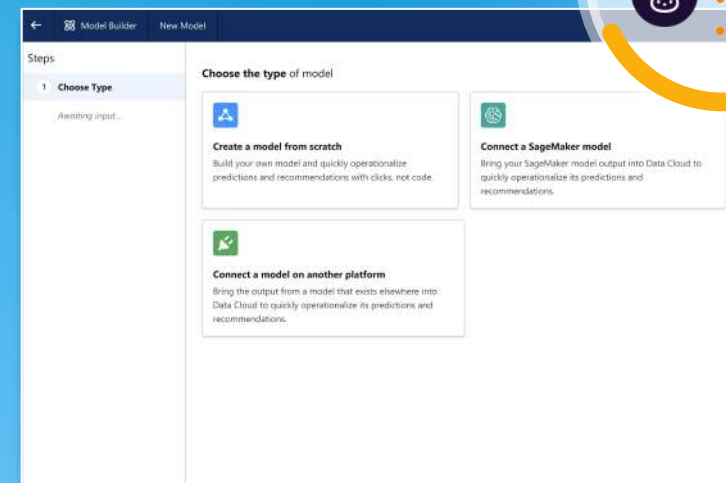 Model Builder New Model
Steps
1 Choose Type
Awaiting input...
Choose the type of model
Create a model from scratch
Build your own model and quickly operationalize
predictions and recommendations with clicks, not code.
Connect a SageMaker model
Bring your SageMaker model output into Data Cloud to
quickly operationalize its predictions and
recommendations.
Connect a model on another platform
Bring the output from a model that exists elsewhere into
Data Cloud to quickly operationalize its predictions and
recommendations.